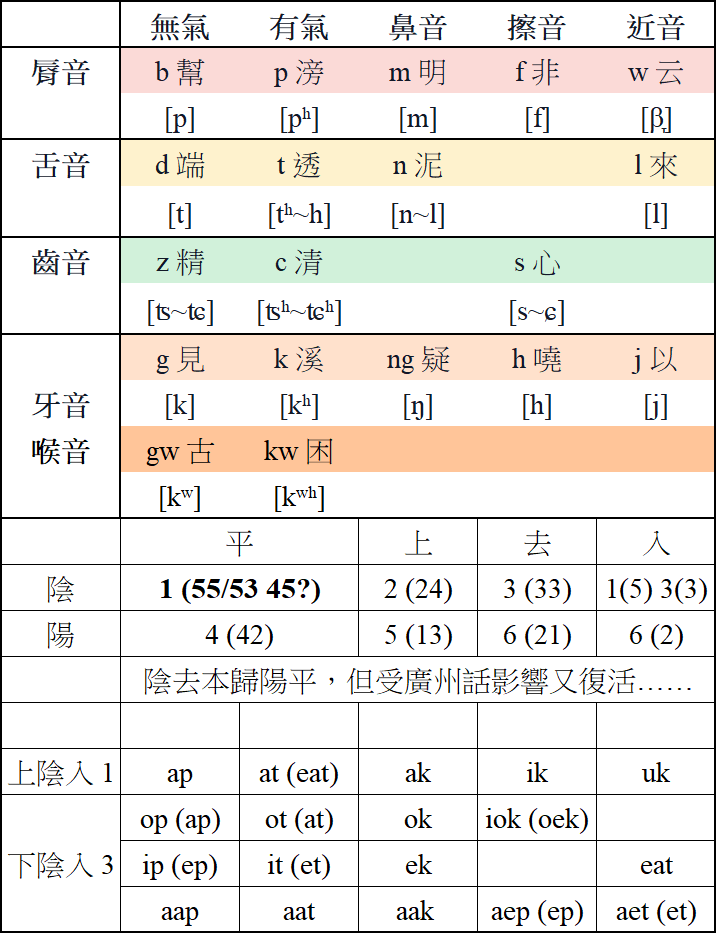 無氣 有氣 鼻音 擦音 近音
脣音 b 幫 p 滂 m 明 f 非 w 云
[p] [pʰ] [m] [f] [β̞]
舌音 d 端 t 透 n 泥 l 來
[t] [tʰ~h] [n~l] [l]
齒音 z 精 c 清 s 心
[ʦ~ʨ] [ʦʰ~ʨʰ] [s~ɕ]
g 見 k 溪 ng 疑 h 曉 j 以
牙音 [k] [kʰ] [ŋ] [h] [j]
喉音 gw 古 kw 困
[kʷ] [kʷʰ]
平 上 去 入
陰 1 (55/53 45?) 2 (24) 3 (33) 1(5) 3(3)
陽 4 (42) 5 (13) 6 (21) 6 (2)
陰去本歸陽平，但受廣州話影響又復活……
上陰入 1 ap at (eat) ak ik uk
op (ap) ot (at) ok iok (oek)
下陰入 3 ip (ep) it (et) ek eat
aap aat aak aep (ep) aet (et)